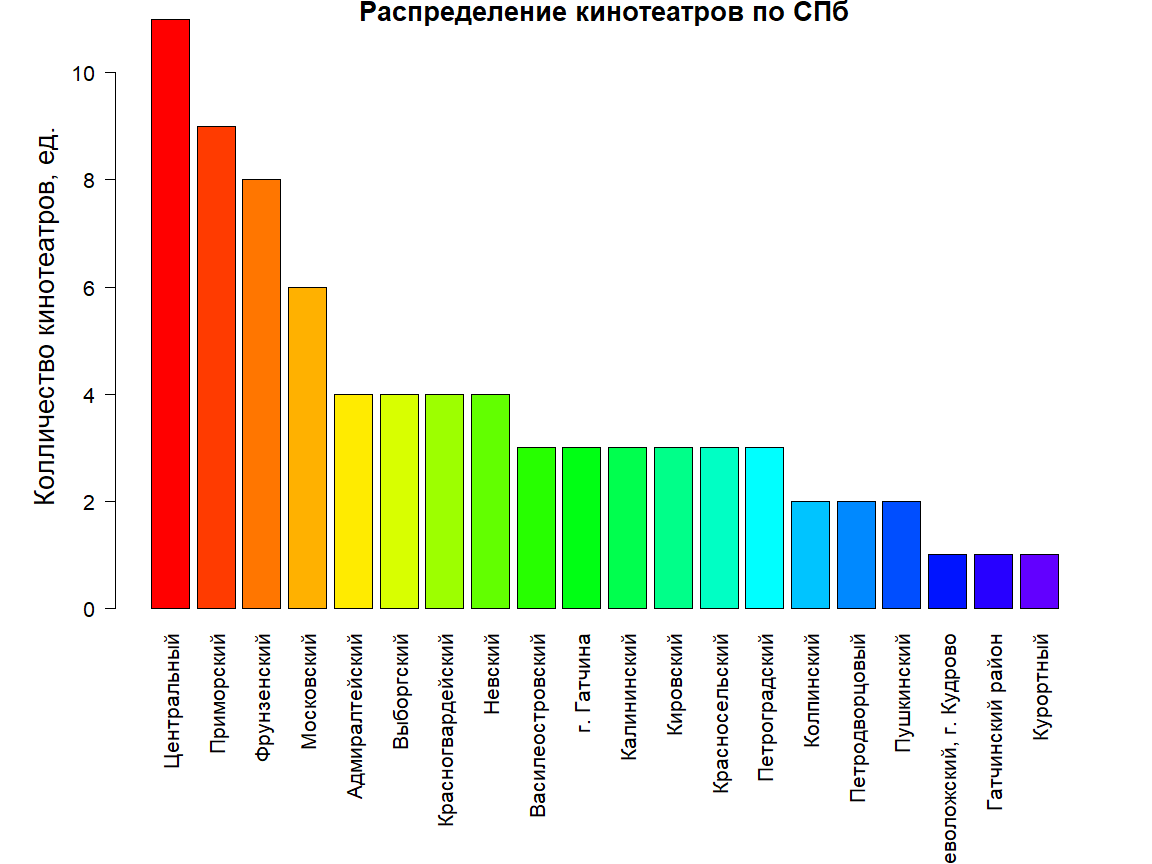 Распределение кинотеатров по СПб
Колличество кинотеатров, ед.
10
8
6
4
2
0
Центральный
Приморский
Фрунзенский
Московский
Адмиралтейский
Выборгский
Красногвардейский
Невский
Василеостровский
г. Гатчина
Калининский
Кировский
Красносельский
Петроградский
Колпинский
Петродворцовый
Пушкинский
еволожский, г. Кудрово
Гатчинский район
Курортный